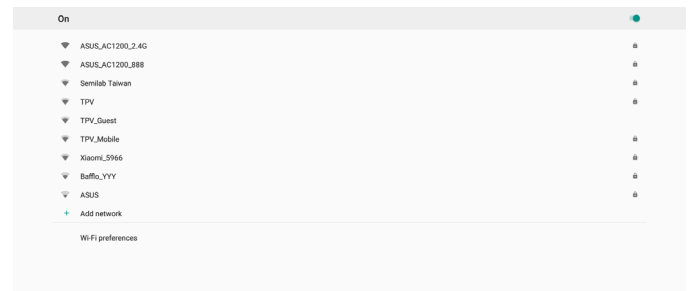 On
ASUS_AC1200_2.4G
ASUS_AC1200_888
Semilab Taiwan
TPV
TPV_Guest
TPV_Mobile
Xiaomi_5966
Bafflo_YYY
ASUS
Add network
Wi-Fi preferences